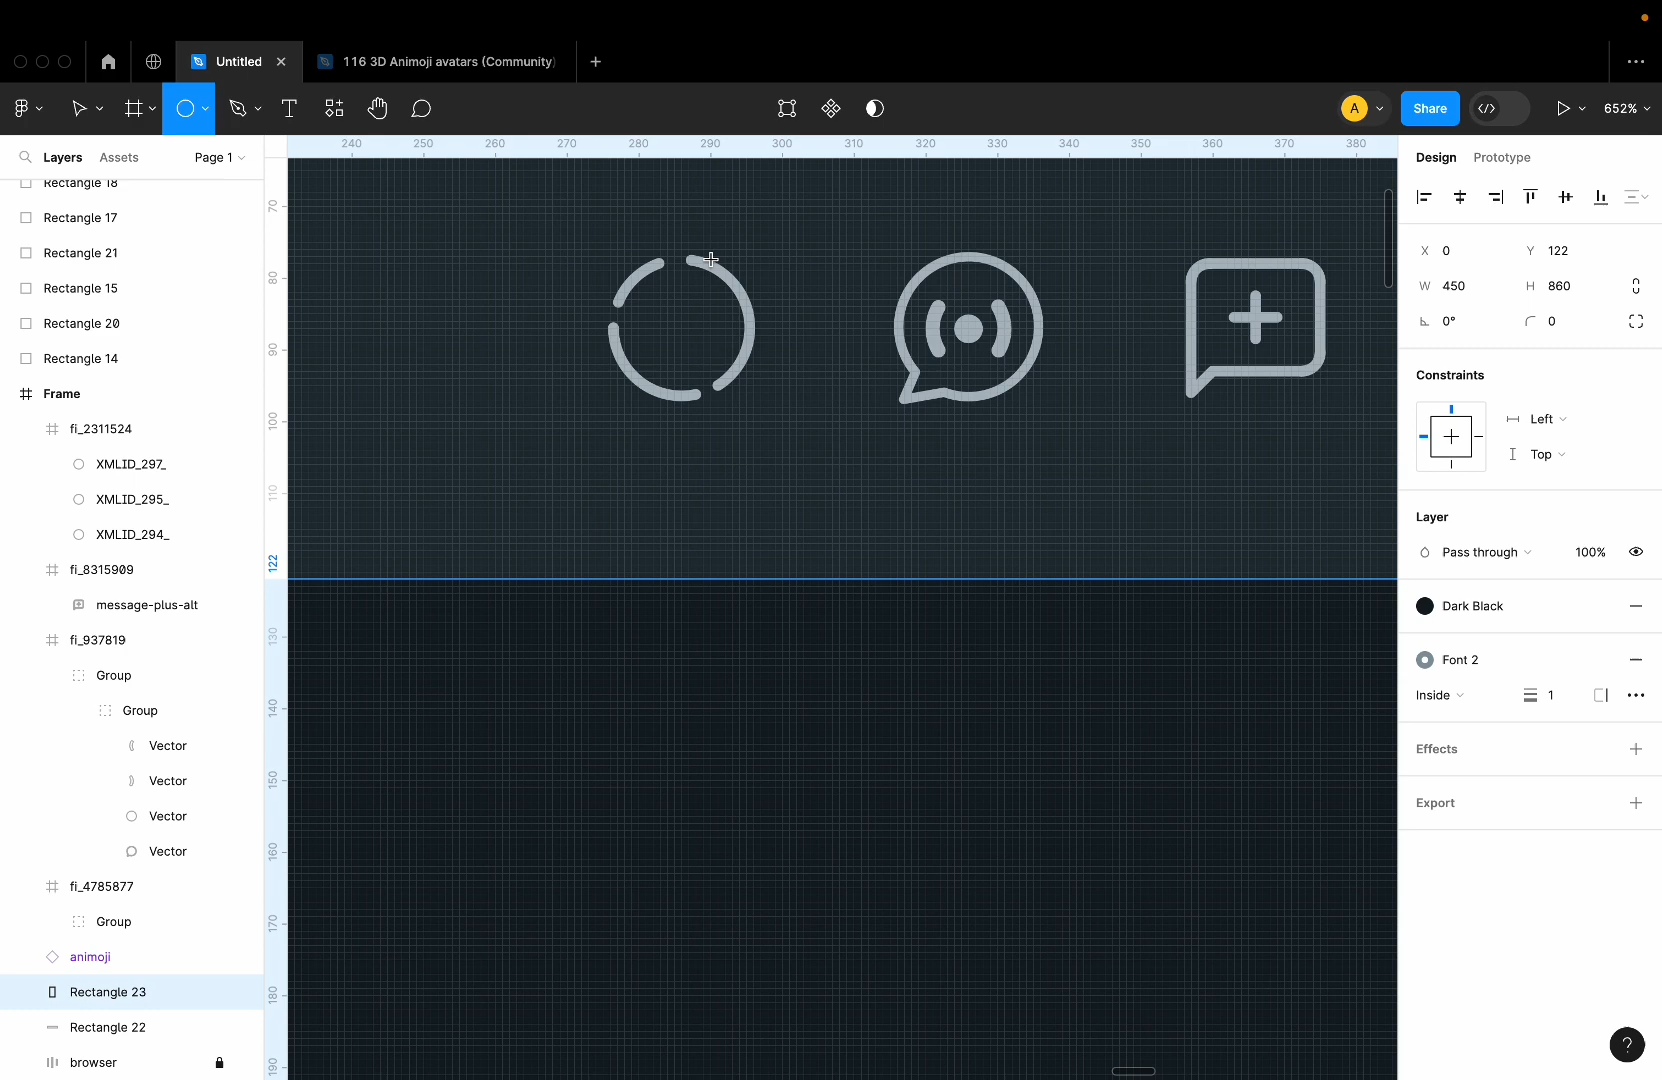 Untitled
116 3D Animoji avatars (Community)
A
Share
652%
Layers
Assets
Page 1
240
250
260
270
280
290
300
310
320
330
340
350
360
370
380
Design
Prototype
Rectangle 18
Rectangle 17
Rectangle 21
Rectangle 15
Rectangle 20
Rectangle 14
Frame
fi_2311524
XMLID_297_
XMLID_295_
XMLID_294_
fi_8315909
message-plus-alt
fi_937819
Group
Group
Vector
Vector
Vector
Vector
fi_4785877
Group
animoji
Rectangle 23
Rectangle 22
browser
70
80
90
100
110
122
130
140
150
160
170
180
190
X 0
Y 122
W 450
H 860
0°
0
Constraints
Left
Top
Layer
Pass through
100%
Dark Black
Font 2
Inside
1
Effects
Export
?